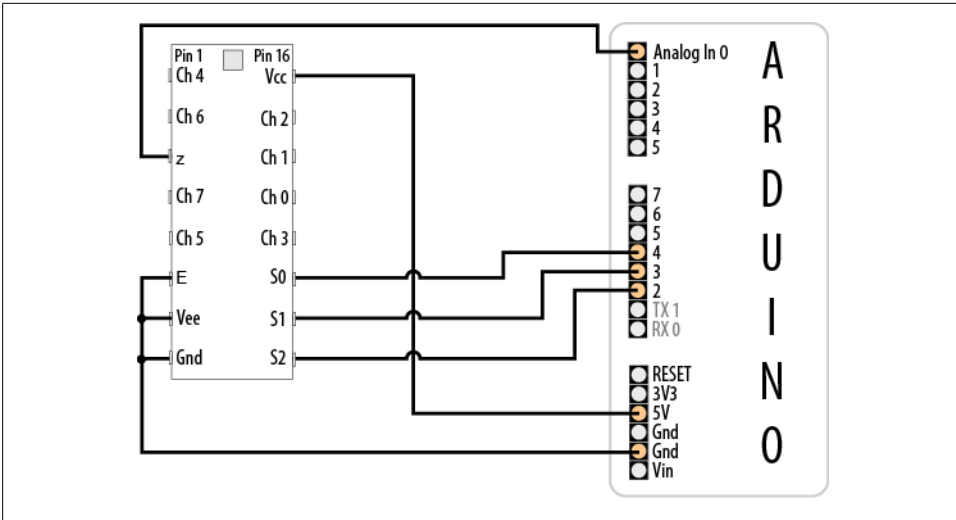 Pin 1
Pin 16
Ch 4
Vcc
Ch 6
Ch 2
z
Ch 1
Ch 7
Ch 0
Ch 5
Ch 3
E
S0
Vee
S1
Gnd
S2
Analog In 0
1
2
3
4
5
7
6
5
4
3
2
TX 1
RX 0
RESET
3V3
5V
Gnd
Gnd
Vin
ARDUINO